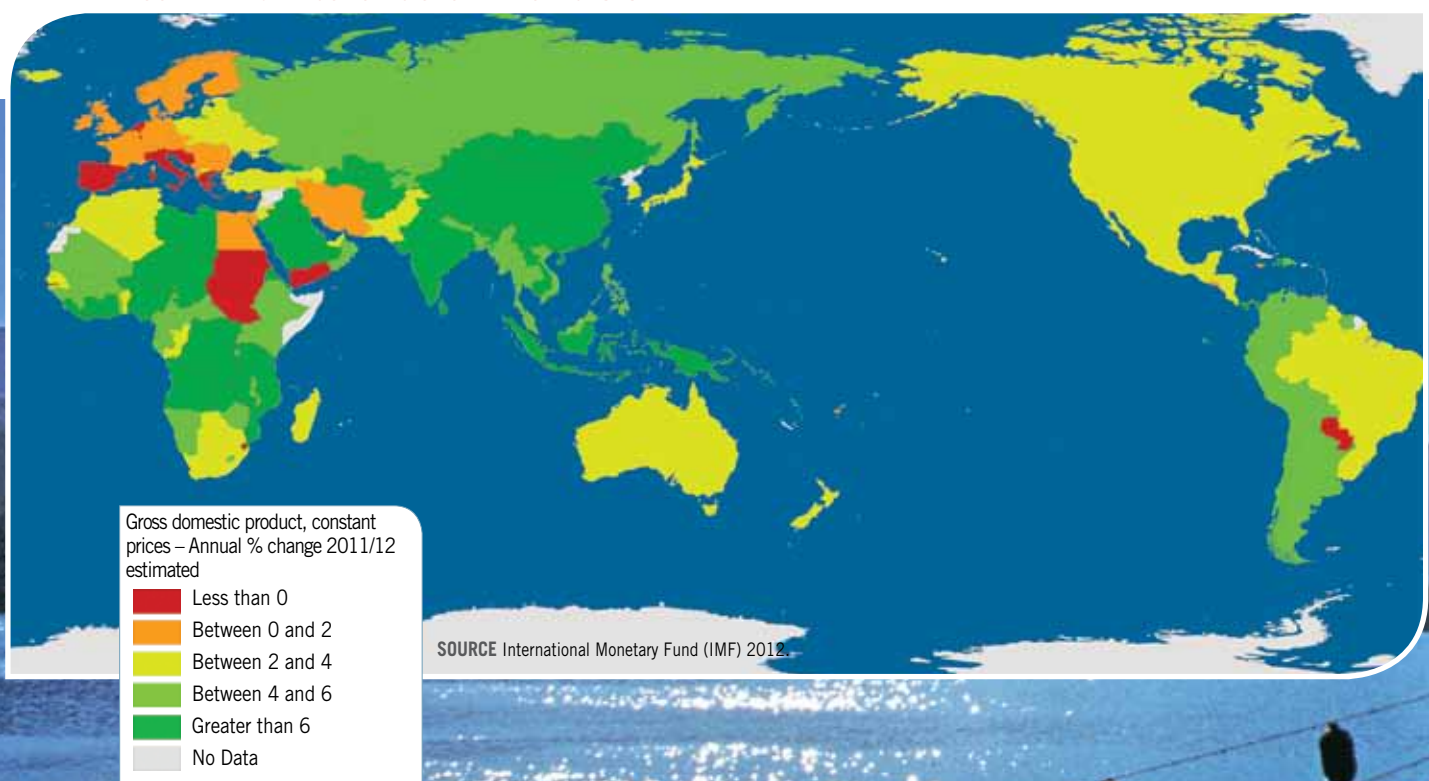 Gross domestic product, constant
prices – Annual % change 2011/12
estimated
Less than 0
Between 0 and 2
Between 2 and 4
Between 4 and 6
Greater than 6
No Data
SOURCE International Monetary Fund (IMF) 2012.